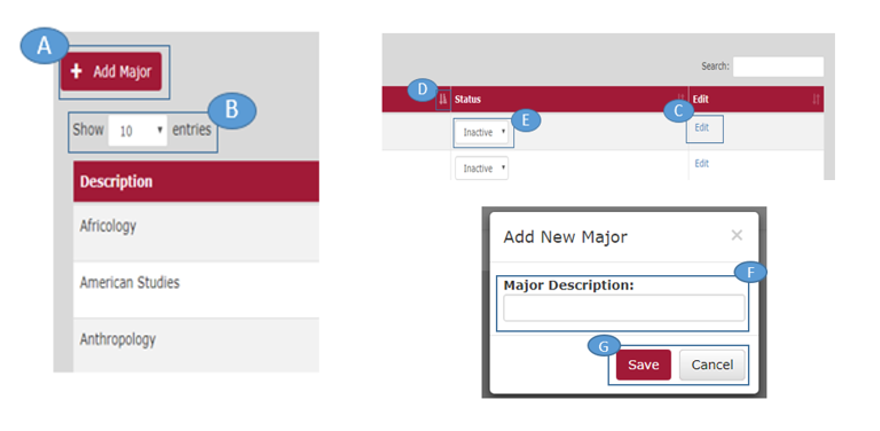 A
+ Add Major
B
Show 10 entries
Description
Africology
American Studies
Anthropology
Search:
D
Status
Edit
C
E
Inactive
Edit
Inactive
Edit
Add New Major ×
F
Major Description:
G
Save Cancel